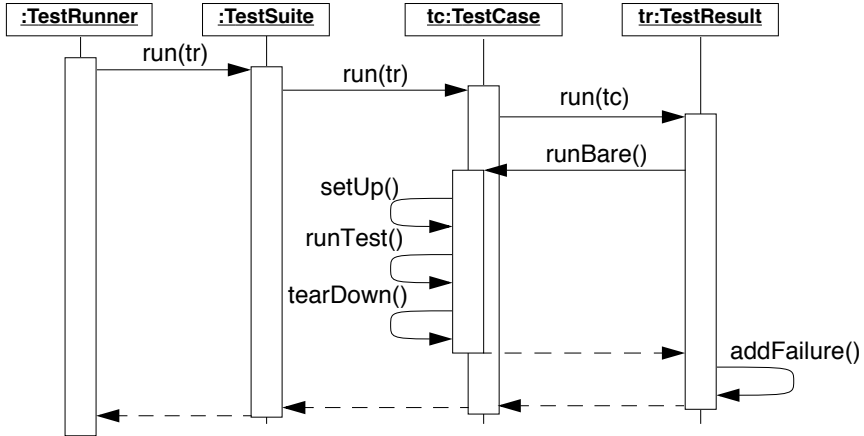 :TestRunner
:TestSuite
tc:TestCase
tr:TestResult
run(tr)
run(tr)
run(tc)
runBare()
setUp()
runTest()
tearDown()
addFailure()